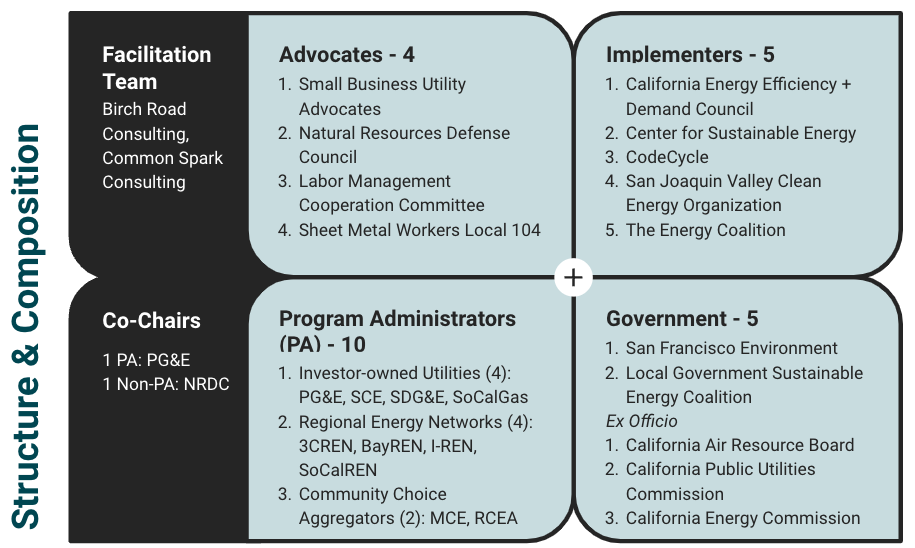 Structure & Composition
Facilitation
Team
Birch Road
Consulting,
Common Spark
Consulting
Advocates - 4
1. Small Business Utility
Advocates
2. Natural Resources Defense
Council
3. Labor Management
Cooperation Committee
4. Sheet Metal Workers Local 104
Implementers - 5
1. California Energy Efficiency +
Demand Council
2. Center for Sustainable Energy
3. CodeCycle
4. San Joaquin Valley Clean
Energy Organization
5. The Energy Coalition
+
Co-Chairs
1 PA: PG&E
1 Non-PA: NRDC
Program Administrators
(PA) - 10
1. Investor-owned Utilities (4):
PG&E, SCE, SDG&E, SoCalGas
2. Regional Energy Networks (4):
3CREN, BayREN, I-REN,
SoCalREN
3. Community Choice
Aggregators (2): MCE, RCEA
Government - 5
1. San Francisco Environment
2. Local Government Sustainable
Energy Coalition
Ex Officio
1. California Air Resource Board
2. California Public Utilities
Commission
3. California Energy Commission